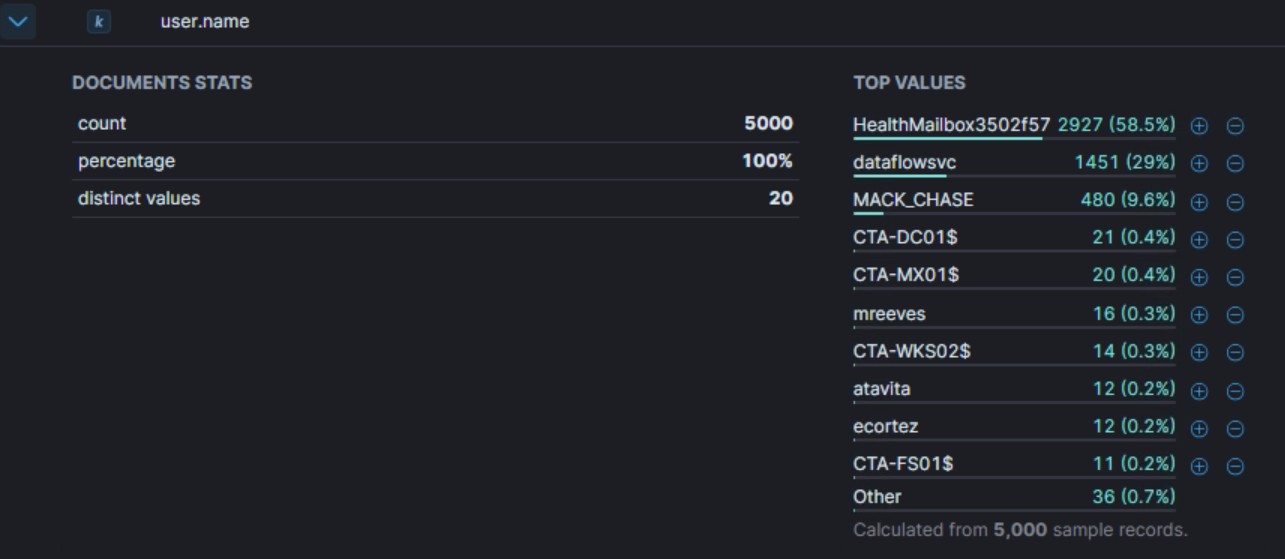 k user.name
DOCUMENTS STATS
count 5000
percentage 100%
distinct values 20
TOP VALUES
HealthMailbox3502f57 2927 (58.5%)
dataflowsvc 1451 (29%)
MACK_CHASE 480 (9.6%)
CTA-DC01$ 21 (0.4%)
CTA-MX01$ 20 (0.4%)
mreeves 16 (0.3%)
CTA-WKS02$ 14 (0.3%)
atavita 12 (0.2%)
ecortez 12 (0.2%)
CTA-FS01$ 11 (0.2%)
Other 36 (0.7%)
Calculated from 5,000 sample records.